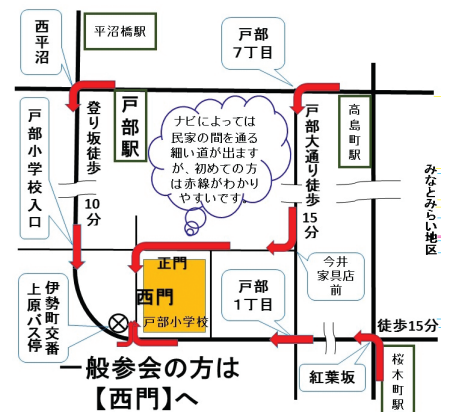 平沼橋駅
西平沼
戸部
7丁目
戸部駅
登り坂徒歩
10分
戸部小学校入口
ナビによっては
民家の間を通る
細い道が出ます
が、初めての方
は赤線がわかり
やすいです。
戸部大通り徒歩
15分
高島町駅
みなとみらい地区
正門
西門
戸部小学校
今井
家具店
前
戸部
1丁目
伊勢町交番
上原バス停
徒歩15分
紅葉坂
桜木町駅
一般参会の方は
【西門】へ